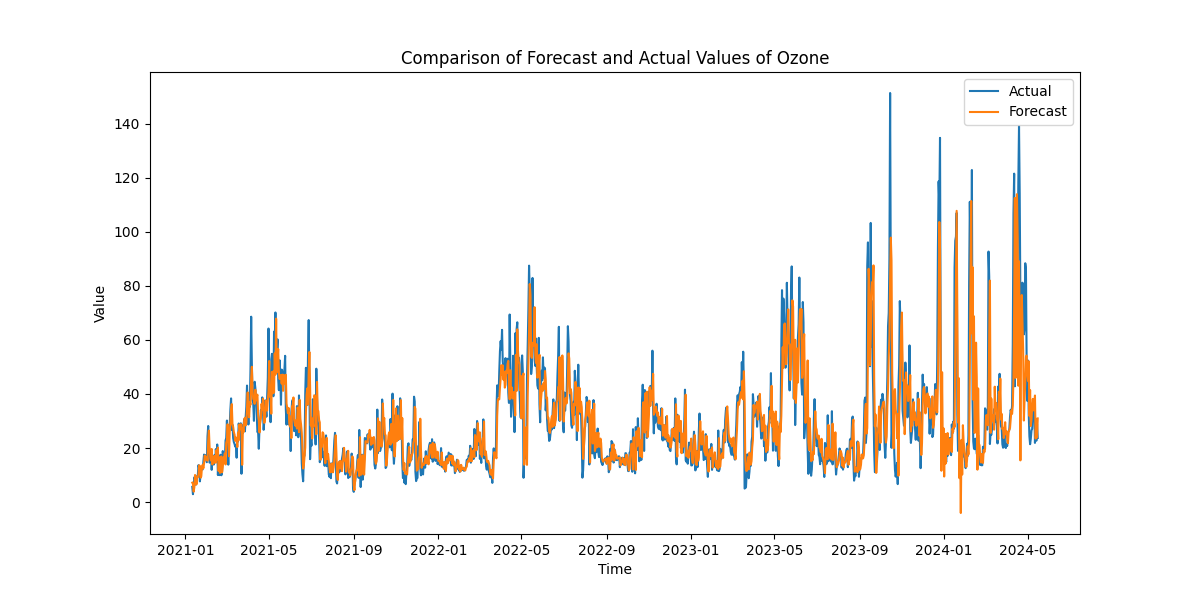 Comparison of Forecast and Actual Values of Ozone
Actual
Forecast
140
120
100
80
60
40
20
0
Value
2021-01 2021-05 2021-09 2022-01 2022-05 2022-09 2023-01 2023-05 2023-09 2024-01 2024-05
Time